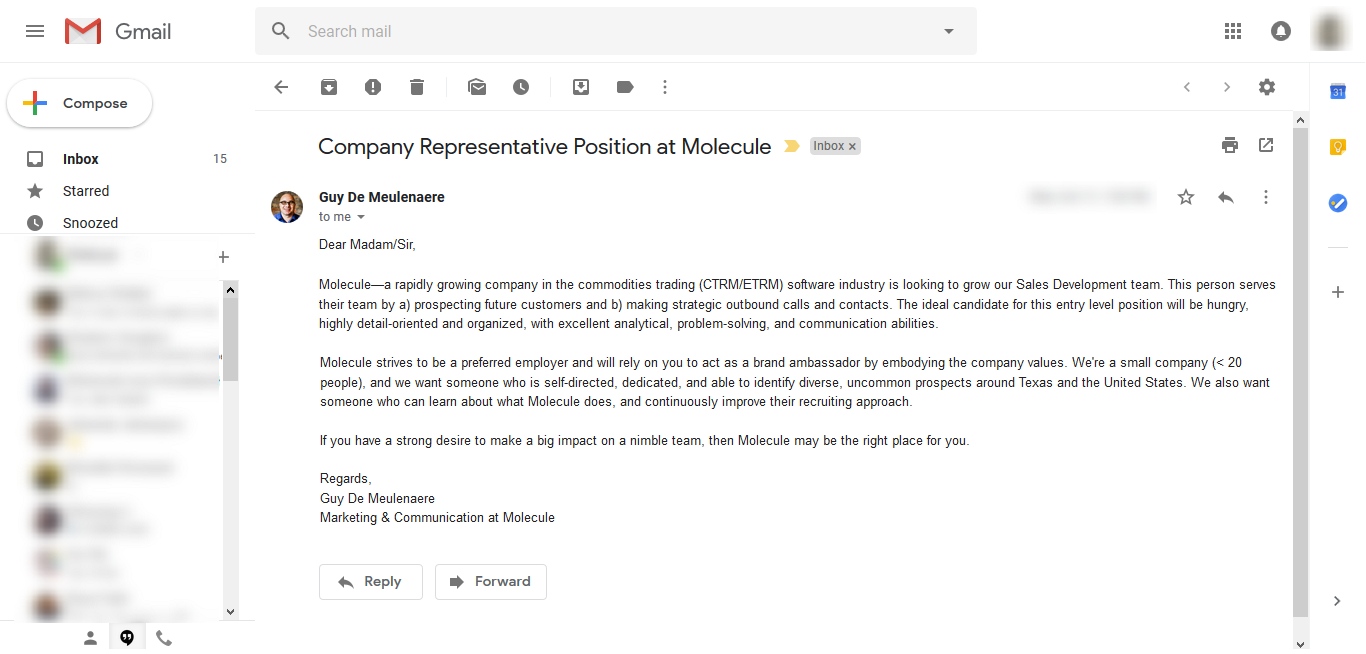 Gmail
Search mail
Compose
31
Company Representative Position at Molecule Inbox x
Inbox 15
Starred
Snoozed
Guy De Meulenaere
to me
Dear Madam/Sir,
Molecule—a rapidly growing company in the commodities trading (CTRM/ETRM) software industry is looking to grow our Sales Development team. This person serves
their team by a) prospecting future customers and b) making strategic outbound calls and contacts. The ideal candidate for this entry level position will be hungry,
highly detail-oriented and organized, with excellent analytical, problem-solving, and communication abilities.
Molecule strives to be a preferred employer and will rely on you to act as a brand ambassador by embodying the company values. We're a small company (< 20
people), and we want someone who is self-directed, dedicated, and able to identify diverse, uncommon prospects around Texas and the United States. We also want
someone who can learn about what Molecule does, and continuously improve their recruiting approach.
If you have a strong desire to make a big impact on a nimble team, then Molecule may be the right place for you.
Regards,
Guy De Meulenaere
Marketing & Communication at Molecule
Reply
Forward